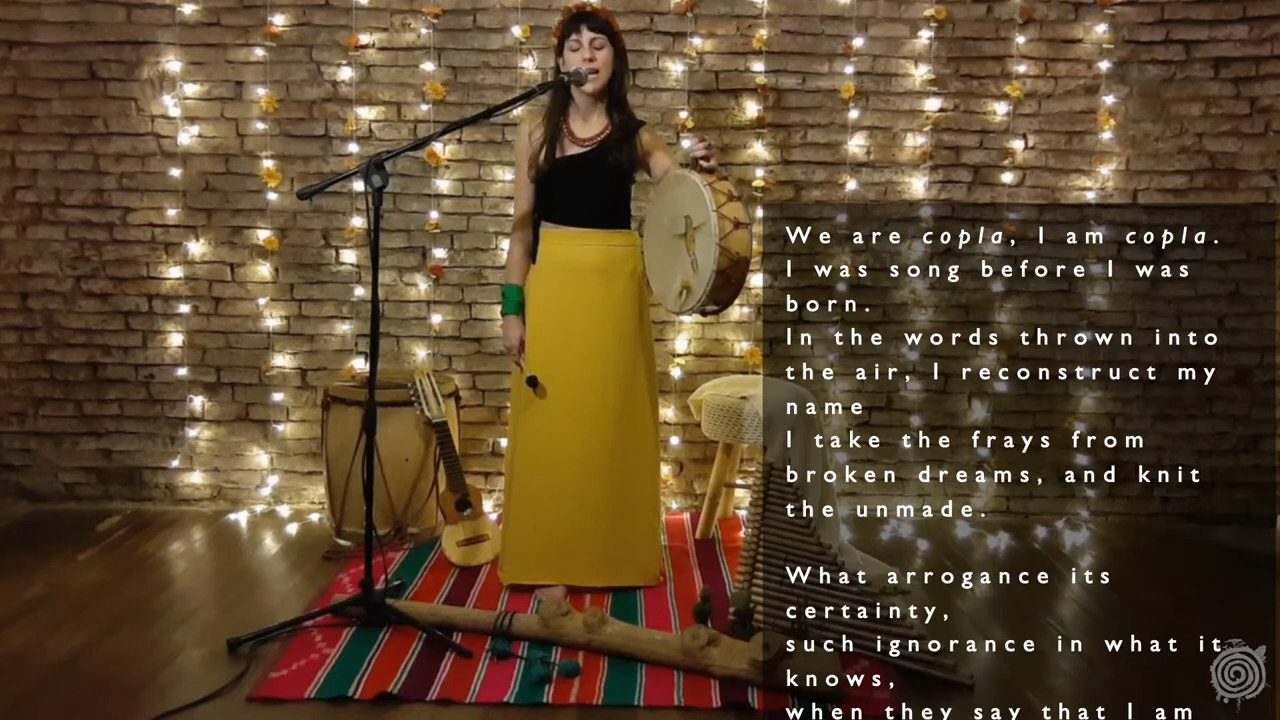 We are copla, I am copla.
I was song before I was
born.
In the words thrown into
the air, I reconstruct my
name
I take the frays from
broken dreams, and knit
the unmade.
What arrogance its
certainty,
such ignorance in what it
knows,
when they say that I am